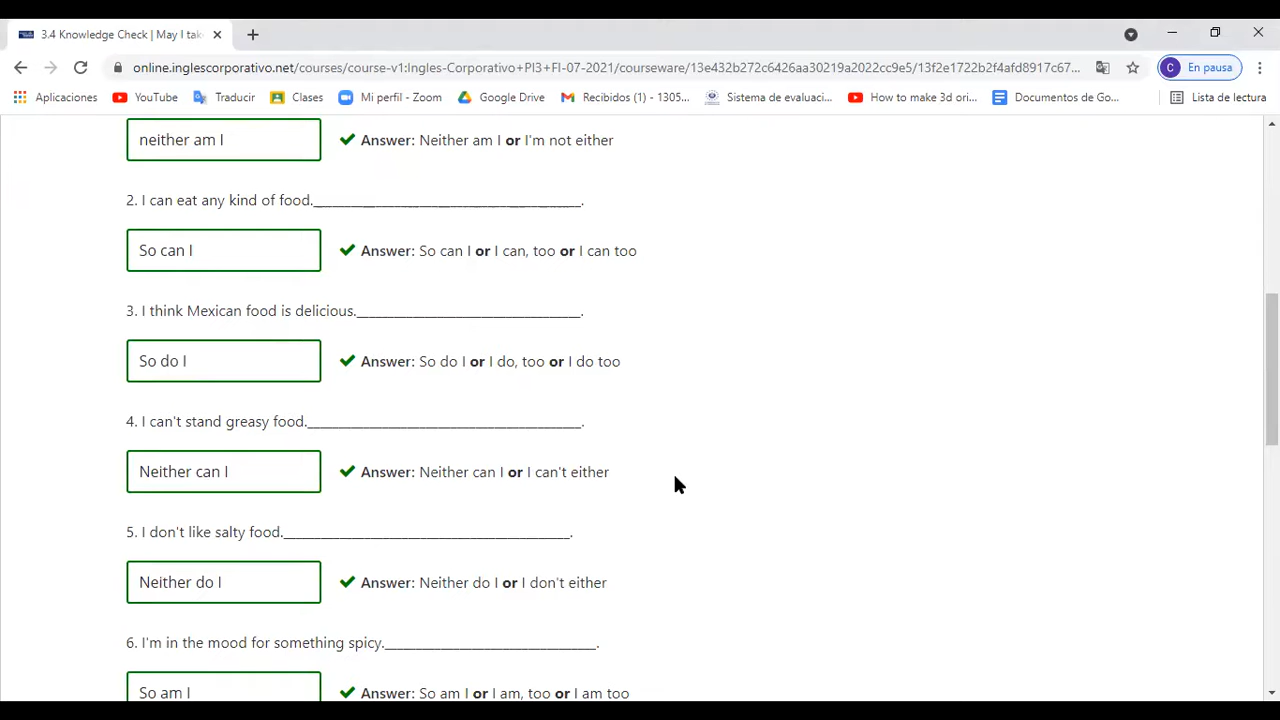 3.4 Knowledge Check | May I tak
online.inglescorporativo.net/courses/course-v1:Ingles-Corporativo+PI3+FI-07-2021/courseware/13e432b272c6426aa30219a2022cc9e5/13f2e1722b2f4afd8917c67...
C En pausa
Aplicaciones YouTube Traducir Clases Mi perfil - Zoom Google Drive Recibidos (1) - 1305... Sistema de evaluaci... How to make 3d ori... Documentos de Go... Lista de lectura
neither am I Answer: Neither am I or I'm not either
2. I can eat any kind of food.________________________________.
So can I Answer: So can I or I can, too or I can too
3. I think Mexican food is delicious.___________________________.
So do I Answer: So do I or I do, too or I do too
4. I can't stand greasy food._________________________________.
Neither can I Answer: Neither can I or I can't either
5. I don't like salty food.__________________________________.
Neither do I Answer: Neither do I or I don't either
6. I'm in the mood for something spicy._________________________.
So am I Answer: So am I or I am, too or I am too